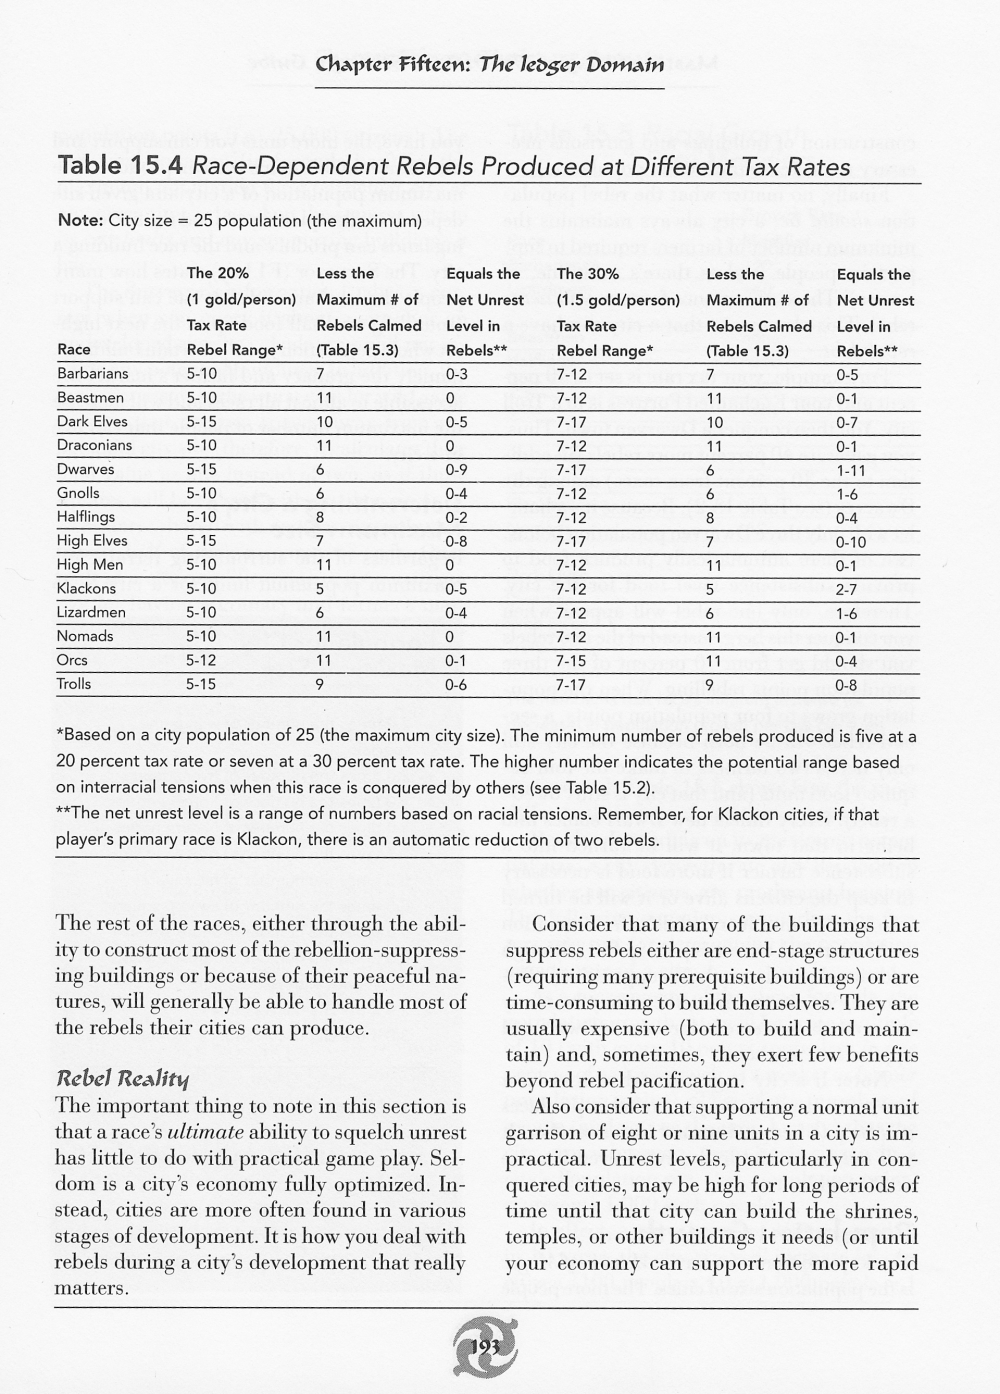 Chapter Fifteen: The ledger Domain
Table 15.4 Race-Dependent Rebels Produced at Different Tax Rates
Note: City size = 25 population (the maximum)
The 20% Less the Equals the The 30% Less the Equals the
(1 gold/person) Maximum # of Net Unrest (1.5 gold/person) Maximum # of Net Unrest
Tax Rate Rebels Calmed Level in Tax Rate Rebels Calmed Level in
Race Rebel Range* (Table 15.3) Rebels** Rebel Range* (Table 15.3) Rebels**
Barbarians 5-10 7 0-3 7-12 7 0-5
Beastmen 5-10 11 0 7-12 11 0-1
Dark Elves 5-15 10 0-5 7-17 10 0-7
Draconians 5-10 11 0 7-12 11 0-1
Dwarves 5-15 6 0-9 7-17 6 1-11
Gnolls 5-10 6 0-4 7-12 6 1-6
Halflings 5-10 8 0-2 7-12 8 0-4
High Elves 5-15 7 0-8 7-17 7 0-10
High Men 5-10 11 0 7-12 11 0-1
Klackons 5-10 5 0-5 7-12 5 2-7
Lizardmen 5-10 6 0-4 7-12 6 1-6
Nomads 5-10 11 0 7-12 11 0-1
Orcs 5-12 11 0-1 7-15 11 0-4
Trolls 5-15 9 0-6 7-17 9 0-8
*Based on a city population of 25 (the maximum city size). The minimum number of rebels produced is five at a
20 percent tax rate or seven at a 30 percent tax rate. The higher number indicates the potential range based
on interracial tensions when this race is conquered by others (see Table 15.2).
**The net unrest level is a range of numbers based on racial tensions. Remember, for Klackon cities, if that
player's primary race is Klackon, there is an automatic reduction of two rebels.
The rest of the races, either through the abil-
ity to construct most of the rebellion-suppress-
ing buildings or because of their peaceful na-
tures, will generally be able to handle most of
the rebels their cities can produce.
Rebel Reality
The important thing to note in this section is
that a race's ultimate ability to squelch unrest
has little to do with practical game play. Sel-
dom is a city's economy fully optimized. In-
stead, cities are more often found in various
stages of development. It is how you deal with
rebels during a city's development that really
matters.
Consider that many of the buildings that
suppress rebels either are end-stage structures
(requiring many prerequisite buildings) or are
time-consuming to build themselves. They are
usually expensive (both to build and main-
tain) and, sometimes, they exert few benefits
beyond rebel pacification.
Also consider that supporting a normal unit
garrison of eight or nine units in a city is im-
practical. Unrest levels, particularly in con-
quered cities, may be high for long periods of
time until that city can build the shrines,
temples, or other buildings it needs (or until
your economy can support the more rapid
193